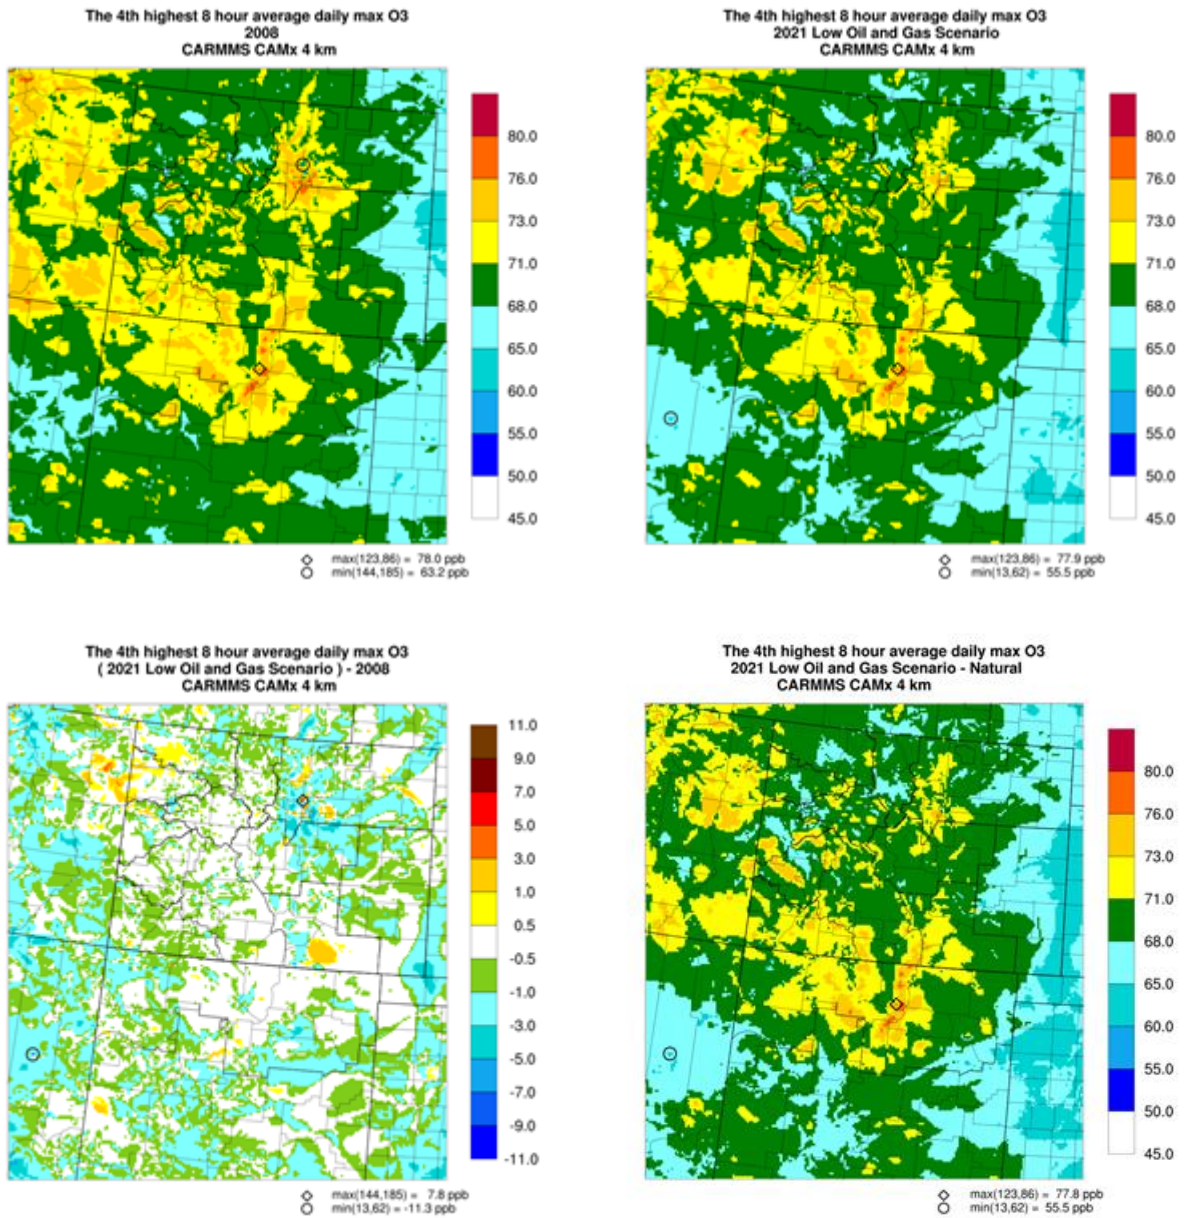 The 4th highest 8 hour average daily max O3
2008
CARMMS CAMx 4 km
80.0
76.0
73.0
71.0
68.0
65.0
60.0
55.0
50.0
45.0
max(123,86) = 78.0 ppb
min(144,185) = 63.2 ppb
The 4th highest 8 hour average daily max O3
2021 Low Oil and Gas Scenario
CARMMS CAMx 4 km
80.0
76.0
73.0
71.0
68.0
65.0
60.0
55.0
50.0
45.0
max(123,86) = 77.9 ppb
min(13,62) = 55.5 ppb
The 4th highest 8 hour average daily max O3
( 2021 Low Oil and Gas Scenario ) - 2008
CARMMS CAMx 4 km
11.0
9.0
7.0
5.0
3.0
1.0
0.5
-0.5
-1.0
-3.0
-5.0
-7.0
-9.0
-11.0
max(144,185) = 7.8 ppb
min(13,62) = -11.3 ppb
The 4th highest 8 hour average daily max O3
2021 Low Oil and Gas Scenario - Natural
CARMMS CAMx 4 km
80.0
76.0
73.0
71.0
68.0
65.0
60.0
55.0
50.0
45.0
max(123,86) = 77.8 ppb
min(13,62) = 55.5 ppb